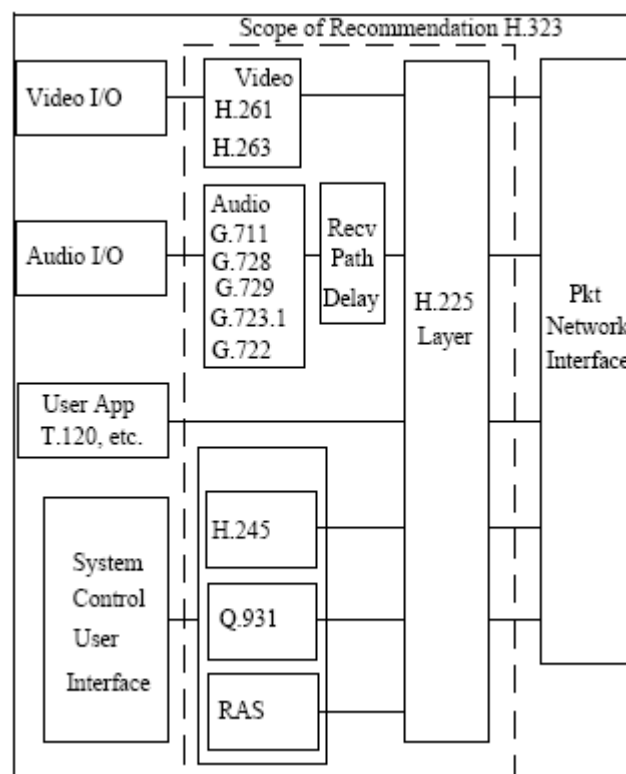 Scope of Recommendation H.323
Video I/O
Video
H.261
H.263
Audio I/O
Audio
G.711
G.728
G.729
G.723.1
G.722
Recv
Path
Delay
H.225
Layer
Pkt
Network
Interface
User App
T.120, etc.
System
Control
User
Interface
H.245
Q.931
RAS